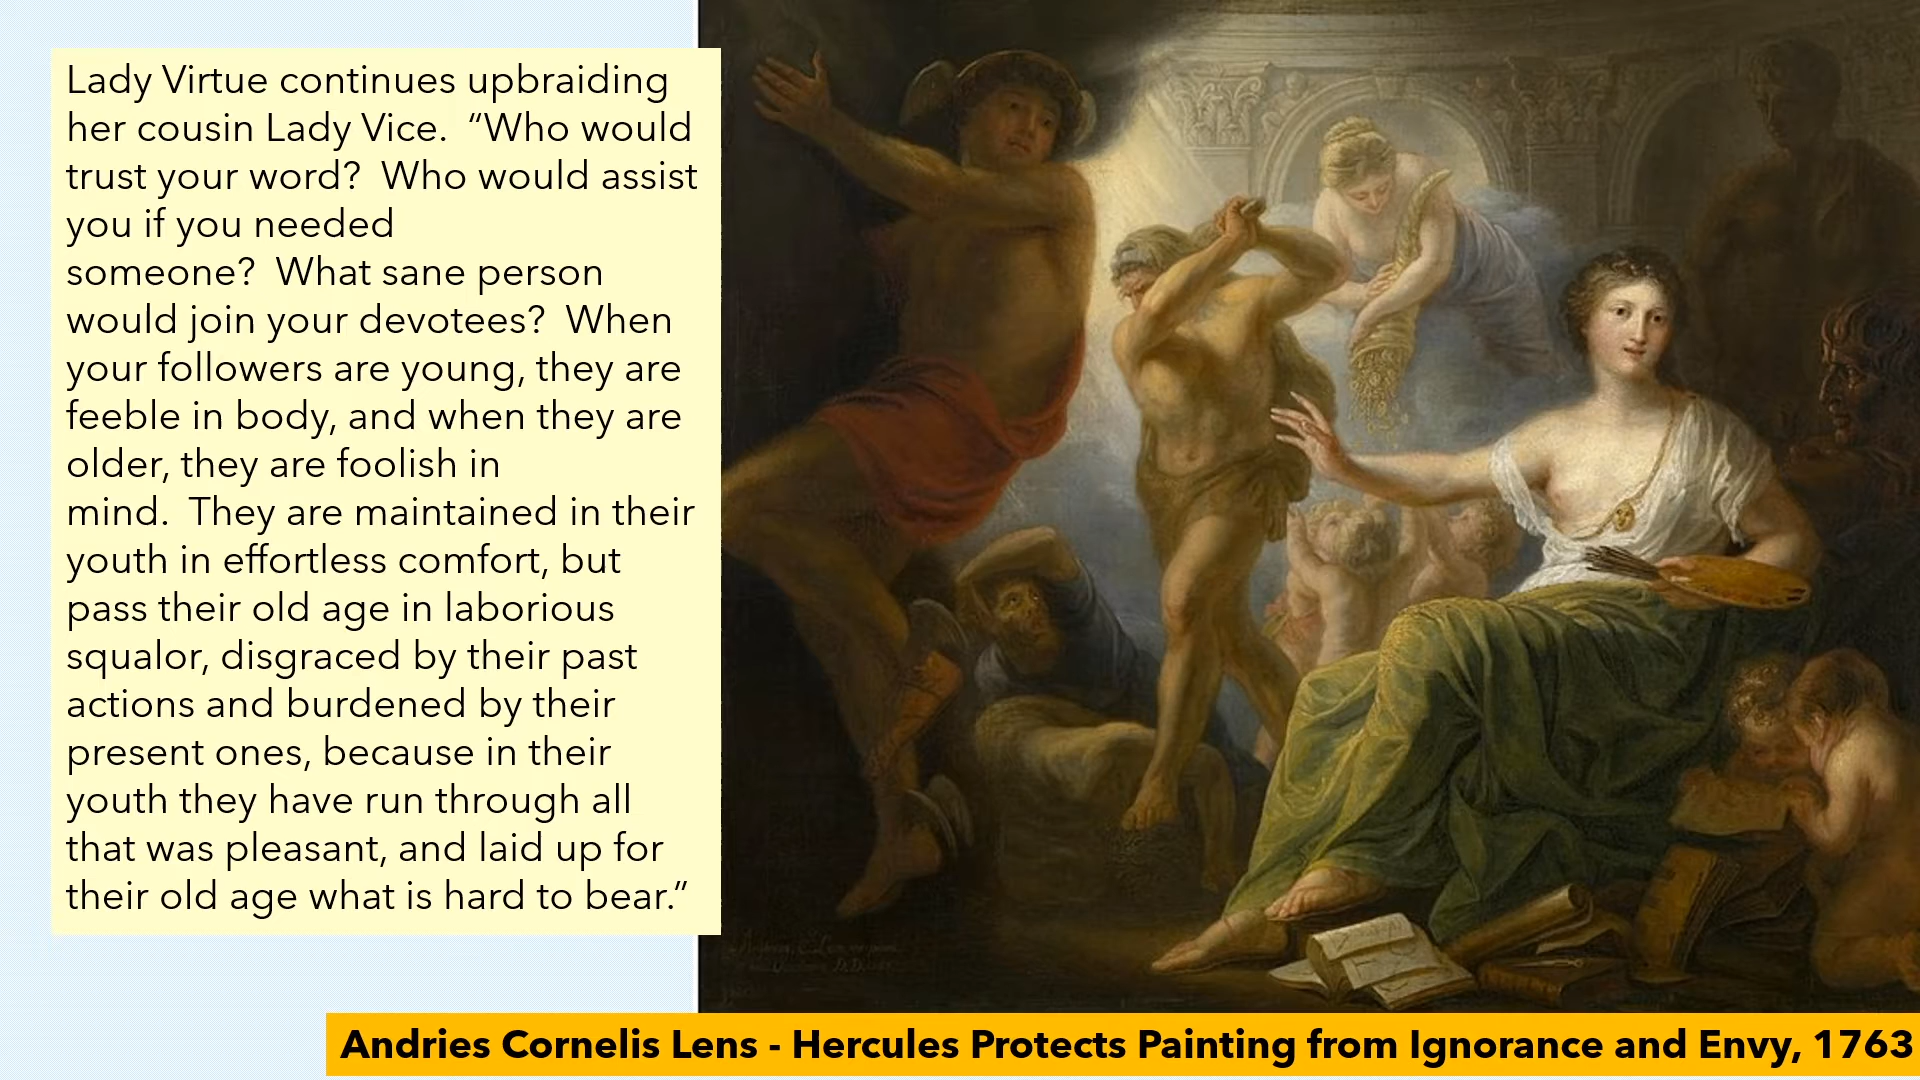 Lady Virtue continues upbraiding
her cousin Lady Vice.  “Who would
trust your word?  Who would assist
you if you needed
someone?  What sane person
would join your devotees?  When
your followers are young, they are
feeble in body, and when they are
older, they are foolish in
mind.  They are maintained in their
youth in effortless comfort, but
pass their old age in laborious
squalor, disgraced by their past
actions and burdened by their
present ones, because in their
youth they have run through all
that was pleasant, and laid up for
their old age what is hard to bear.”
Andries Cornelis Lens - Hercules Protects Painting from Ignorance and Envy, 1763